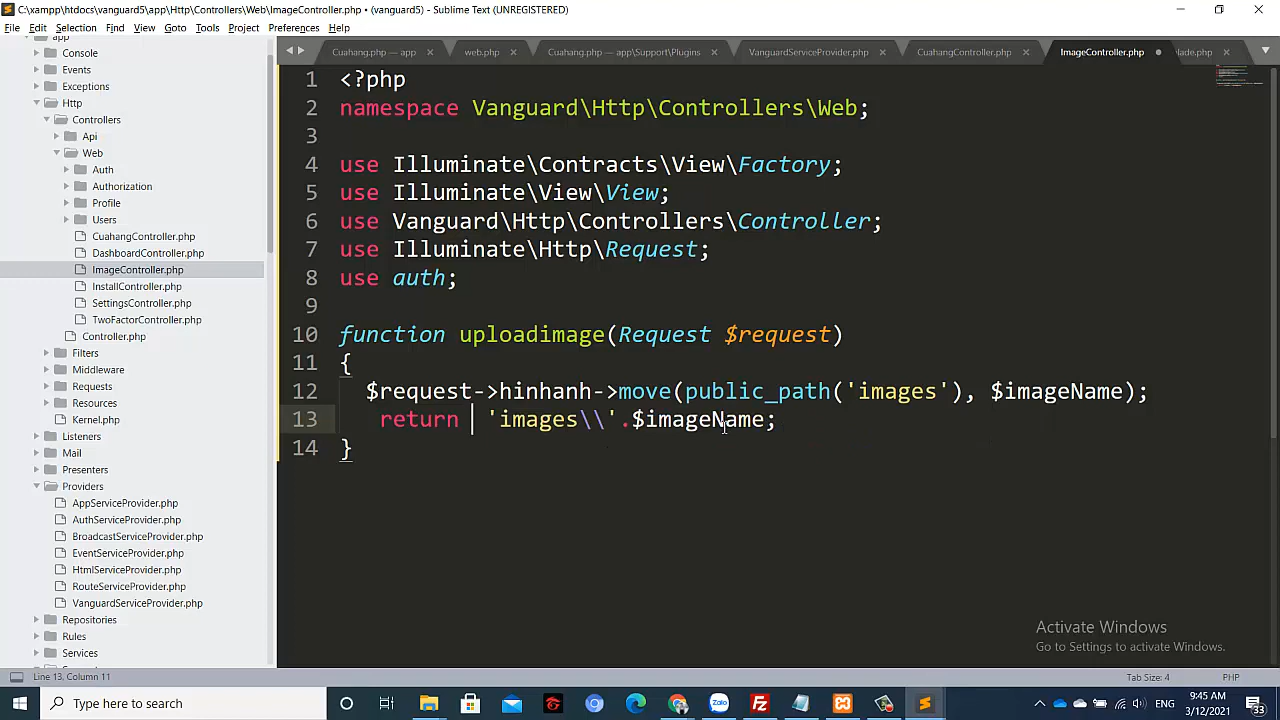 C:\xampp\htdocs\vanguard5\app\Http\Controllers\Web\ImageController.php • (vanguard5) - Sublime Text (UNREGISTERED)
File Edit Selection Find View Goto Tools Project Preferences Help
app
Console
Events
Exceptions
Http
Controllers
Api
Web
Auth
Authorization
Profile
Users
CuahangController.php
DashboardController.php
ImageController.php
InstallController.php
SettingsController.php
TwoFactorController.php
Controller.php
Filters
Middleware
Requests
Resources
Kernel.php
Listeners
Mail
Presenters
Providers
AppServiceProvider.php
AuthServiceProvider.php
BroadcastServiceProvider.php
EventServiceProvider.php
HtmlServiceProvider.php
RouteServiceProvider.php
VanguardServiceProvider.php
Repositories
Rules
Services
Cuahang.php — app web.php Cuahang.php — app\Support\Plugins VanguardServiceProvider.php CuahangController.php ImageController.php lade.php
1 <?php
2 namespace Vanguard\Http\Controllers\Web;
3
4 use Illuminate\Contracts\View\Factory;
5 use Illuminate\View\View;
6 use Vanguard\Http\Controllers\Controller;
7 use Illuminate\Http\Request;
8 use auth;
9
10 function uploadimage(Request $request)
11 {
12 $request->hinhanh->move(public_path('images'), $imageName);
13 return 'images\\'.$imageName;
14 }
Activate Windows
Go to Settings to activate Windows.
Line 13, Column 11 Tab Size: 4 PHP
Type here to search ENG 9:45 AM
3/12/2021 33